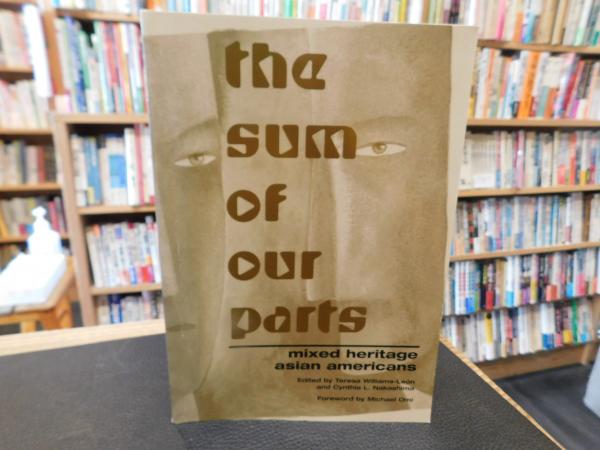 the
sum
of
our
parts
mixed heritage
asian americans
Edited by Teresa Williams-León
and Cynthia L. Nakashima
Foreword by Michael Omi